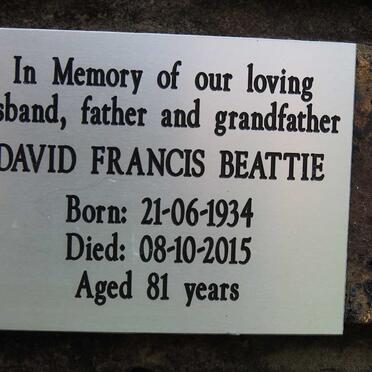 In Memory of our loving
sband, father and grandfather
DAVID FRANCIS BEATTIE
Born: 21-06-1934
Died: 08-10-2015
Aged 81 years